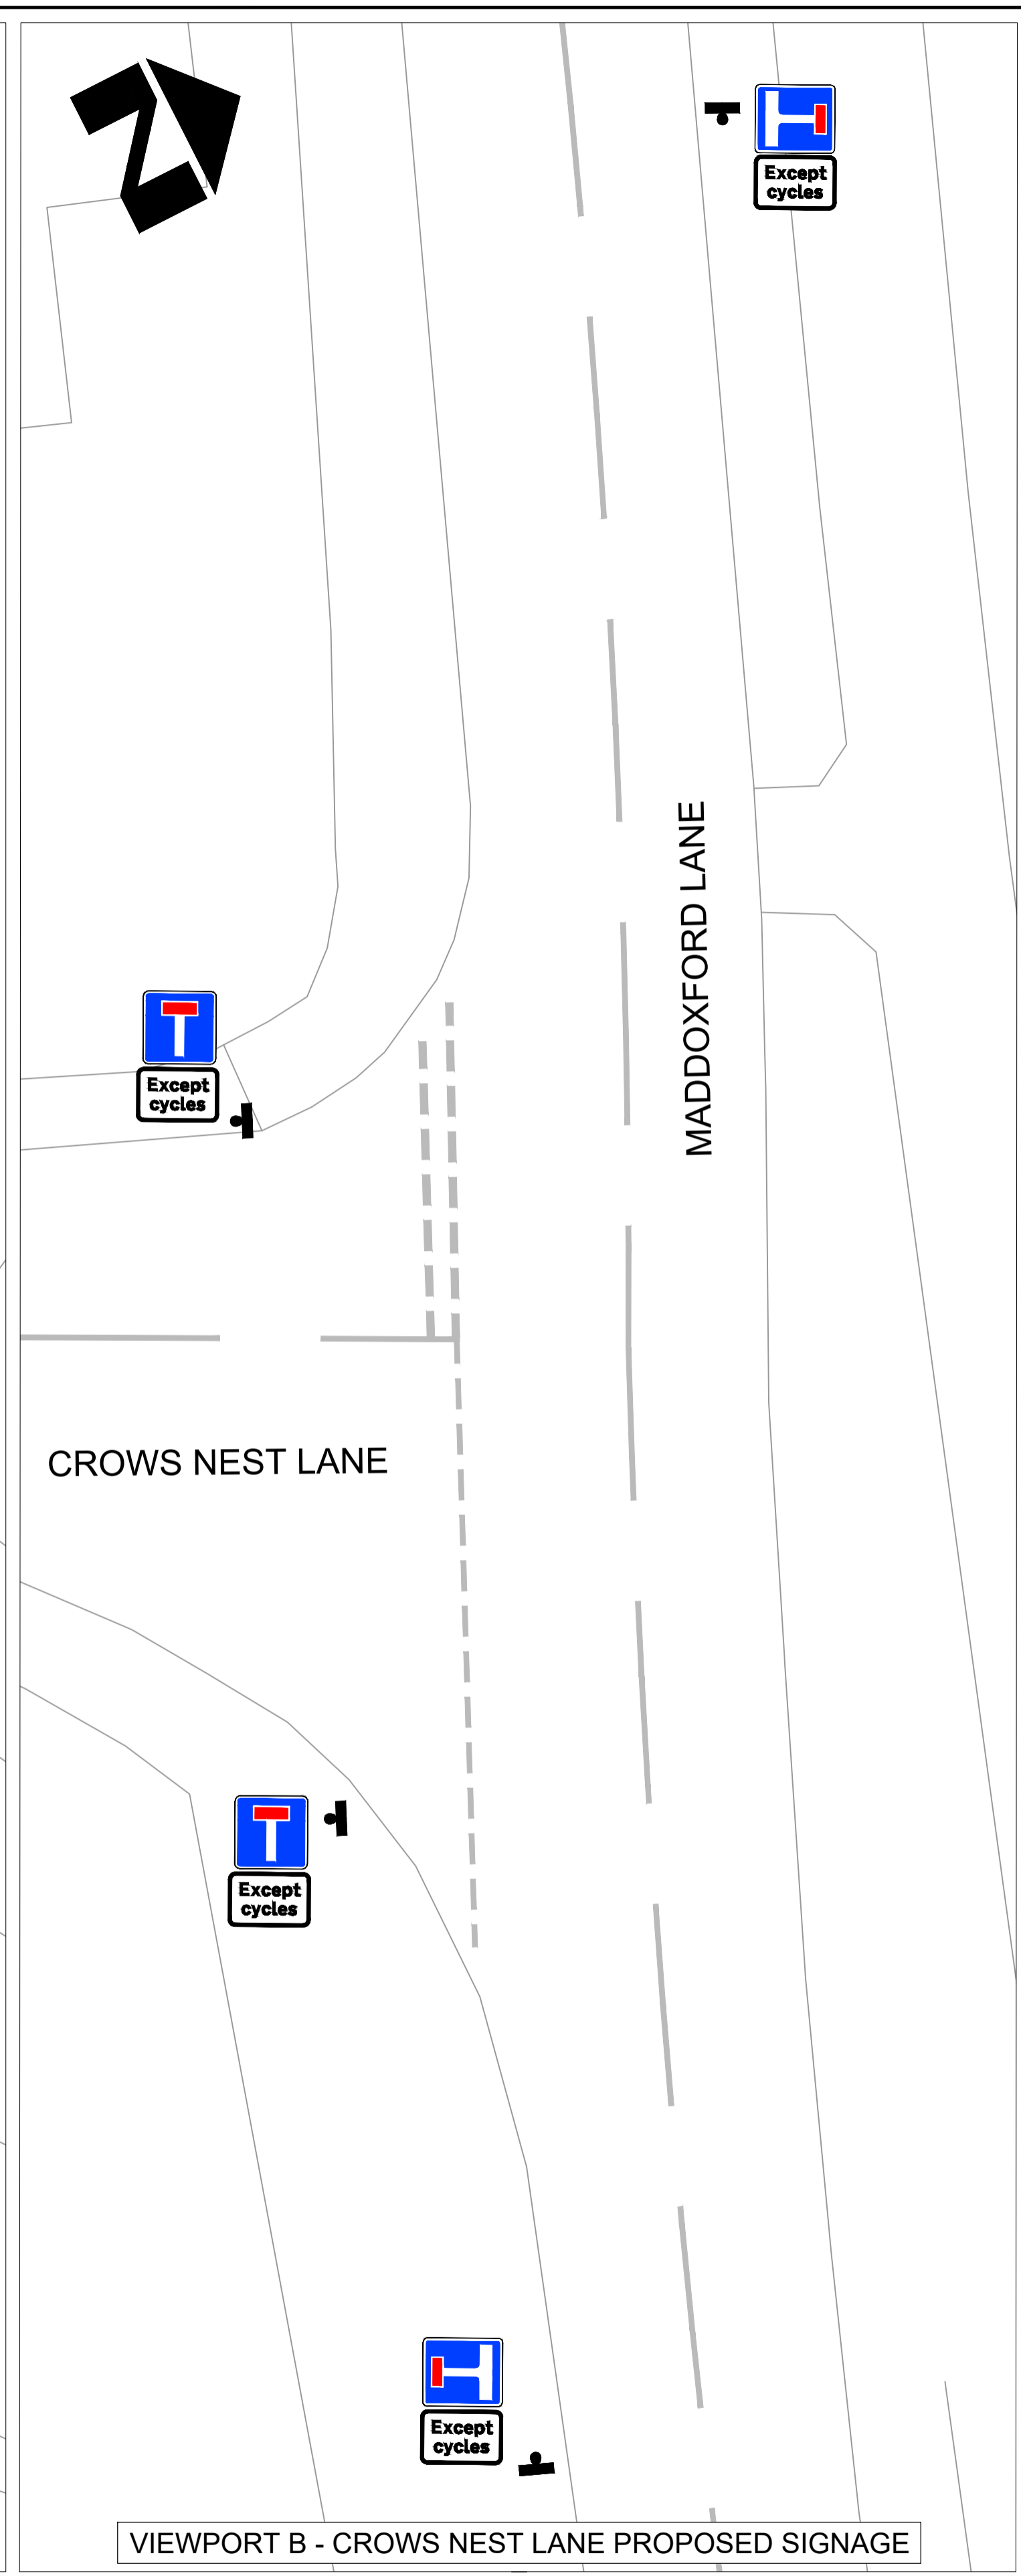 Except
cycles
MADDOXFORD LANE
Except
cycles
CROWS NEST LANE
Except
cycles
Except
cycles
VIEWPORT B - CROWS NEST LANE PROPOSED SIGNAGE